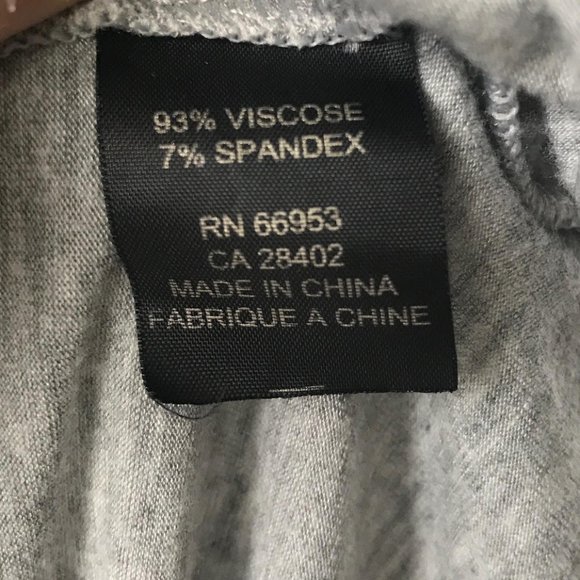 93% VISCOSE
7% SPANDEX
RN 66953
CA 28402
MADE IN CHINA
FABRIQUE A CHINE